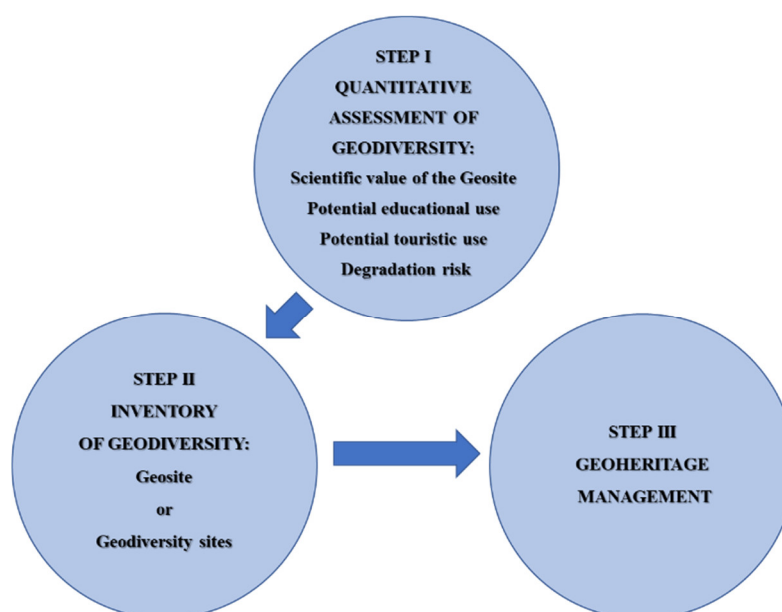 STEP I
QUANTITATIVE
ASSESSMENT OF
GEODIVERSITY:
Scientific value of the Geosite
Potential educational use
Potential touristic use
Degradation risk
STEP II
INVENTORY
OF GEODIVERSITY:
Geosite
or
Geodiversity sites
STEP III
GEOHERITAGE
MANAGEMENT